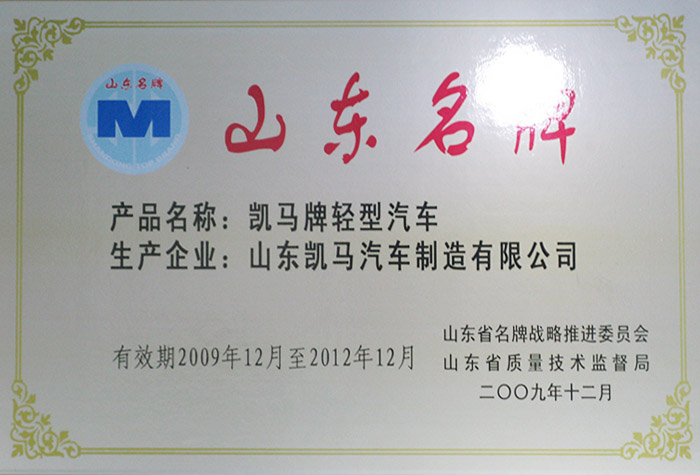 山东名牌
M
山东名牌
产品名称：凯马牌轻型汽车
生产企业：山东凯马汽车制造有限公司
有效期2009年12月至2012年12月
山东省名牌战略推进委员会
山东省质量技术监督局
二〇〇九年十二月